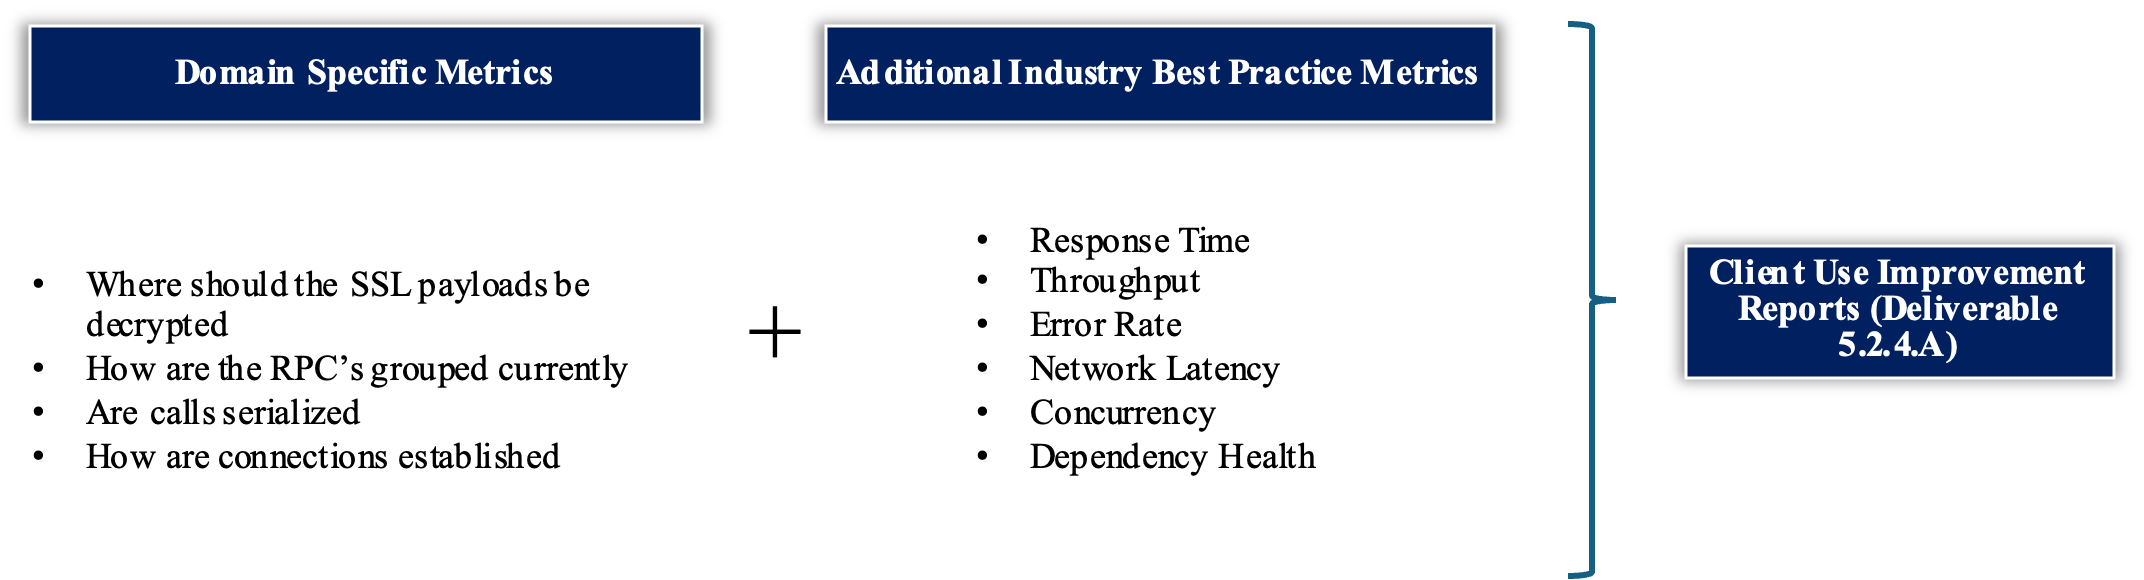 Domain Specific Metrics
• Where should the SSL payloads be
decrypted
• How are the RPC’s grouped currently
• Are calls serialized
• How are connections established
+
Additional Industry Best Practice Metrics
• Response Time
• Throughput
• Error Rate
• Network Latency
• Concurrency
• Dependency Health
Client Use Improvement
Reports (Deliverable
5.2.4.A)